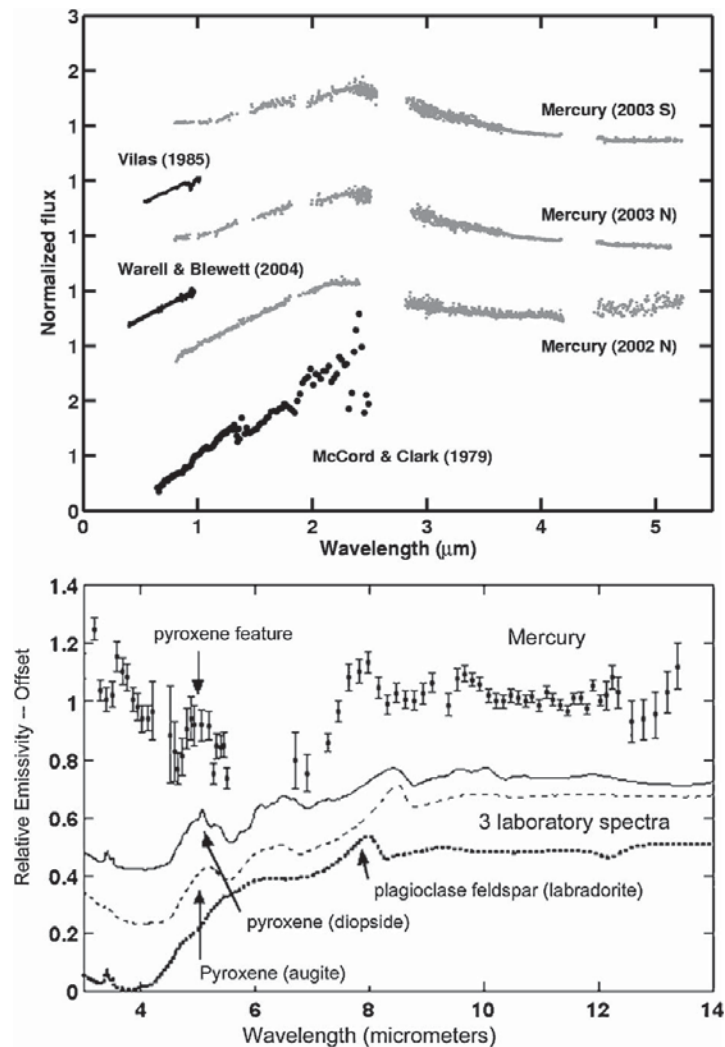 3
2
1
1
1
1
1
2
1
0
Normalized flux
Mercury (2003 S)
Vilas (1985)
Mercury (2003 N)
Warell & Blewett (2004)
Mercury (2002 N)
McCord & Clark (1979)
0 1 2 3 4 5
Wavelength (μm)
1.4
1.2
1.0
0.8
0.6
0.4
0.2
0
Relative Emissivity -- Offset
pyroxene feature
Mercury
3 laboratory spectra
plagioclase feldspar (labradorite)
pyroxene (diopside)
Pyroxene (augite)
4 6 8 10 12 14
Wavelength (micrometers)